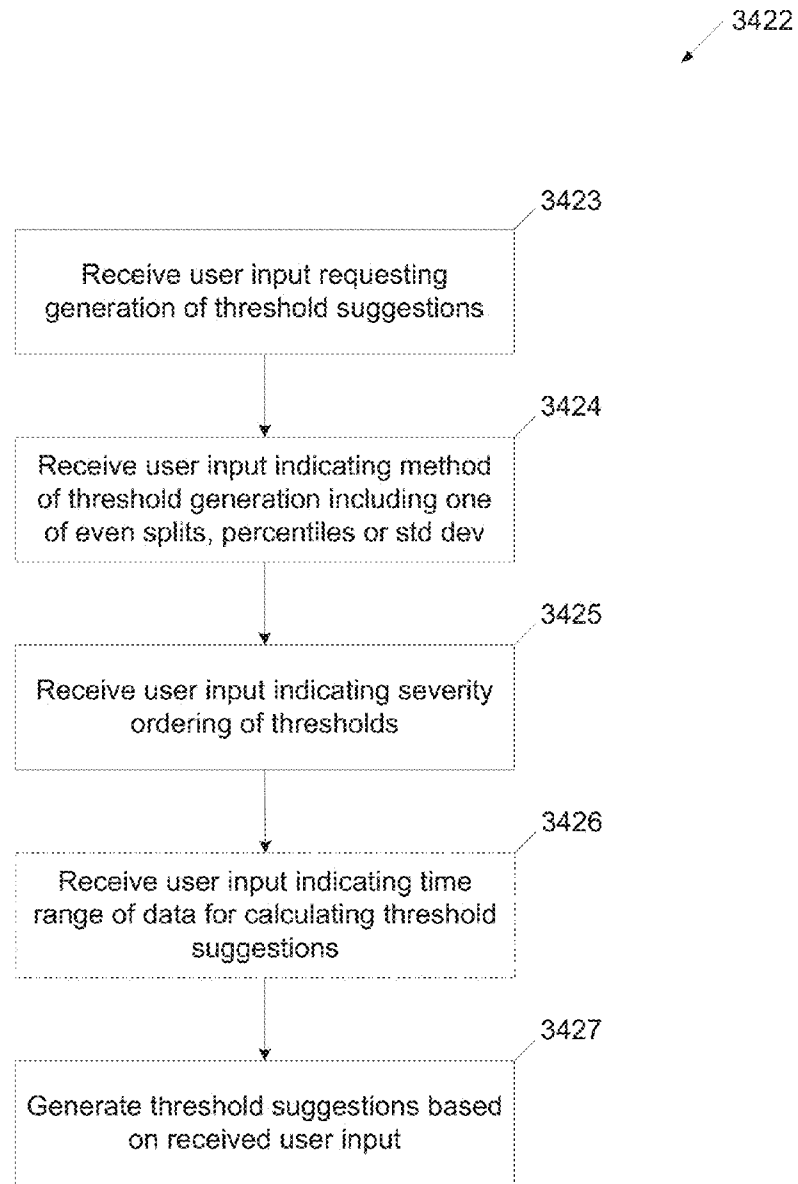 3422
3423
Receive user input requesting
generation of threshold suggestions
3424
Receive user input indicating method
of threshold generation including one
of even splits, percentiles or std dev
3425
Receive user input indicating severity
ordering of thresholds
3426
Receive user input indicating time
range of data for calculating threshold
suggestions
3427
Generate threshold suggestions based
on received user input